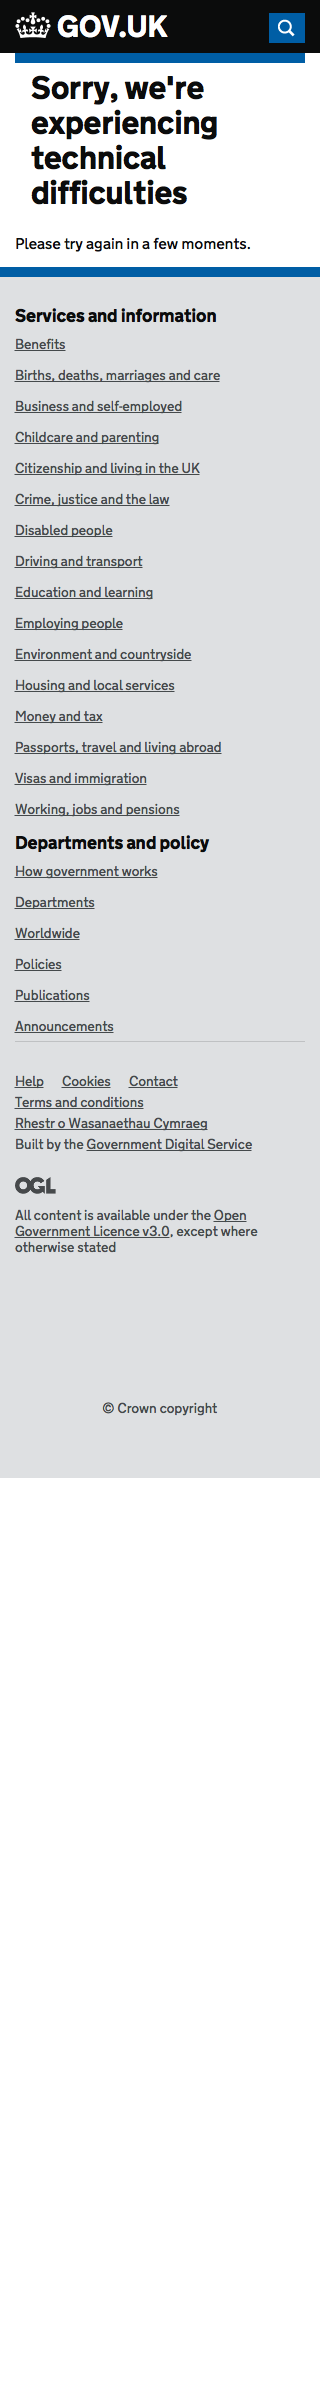 GOV.UK
Sorry, we're
experiencing
technical
difficulties
Please try again in a few moments.
Services and information
Benefits
Births, deaths, marriages and care
Business and self-employed
Childcare and parenting
Citizenship and living in the UK
Crime, justice and the law
Disabled people
Driving and transport
Education and learning
Employing people
Environment and countryside
Housing and local services
Money and tax
Passports, travel and living abroad
Visas and immigration
Working, jobs and pensions
Departments and policy
How government works
Departments
Worldwide
Policies
Publications
Announcements
Help Cookies Contact
Terms and conditions
Rhestr o Wasanaethau Cymraeg
Built by the Government Digital Service
OGL
All content is available under the Open
Government Licence v3.0, except where
otherwise stated
© Crown copyright